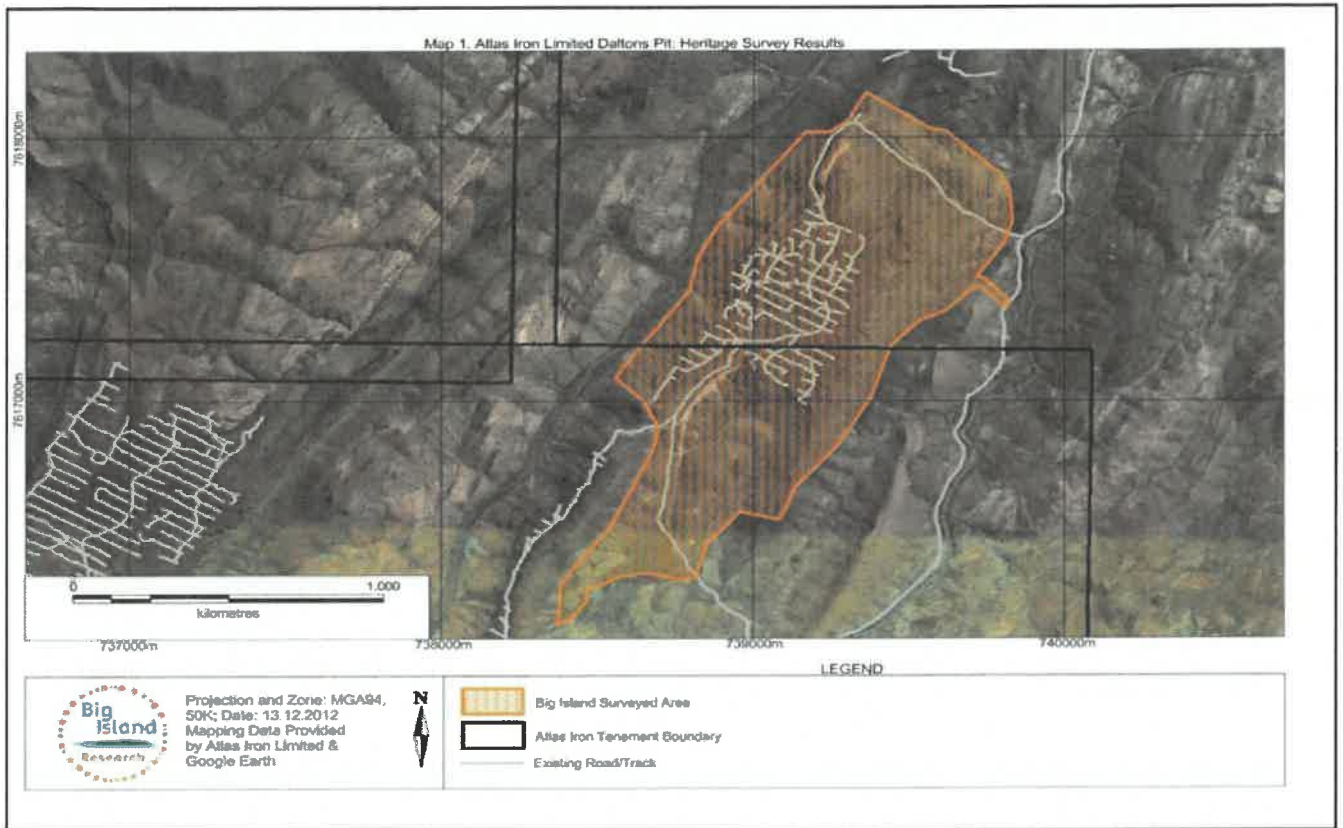 Map 1. Atlas Iron Limited Daltons Pit: Heritage Survey Results
7618000m
7617000m
0 1.000
kilometres
737000m 738000m 739000m 740000m
LEGEND
Big Island Research
Projection and Zone: MGA94,
50K; Date: 13.12.2012
Mapping Data Provided
by Atlas Iron Limited &
Google Earth
N
Big Island Surveyed Area
Atlas Iron Tenement Boundary
Existing Road/Track